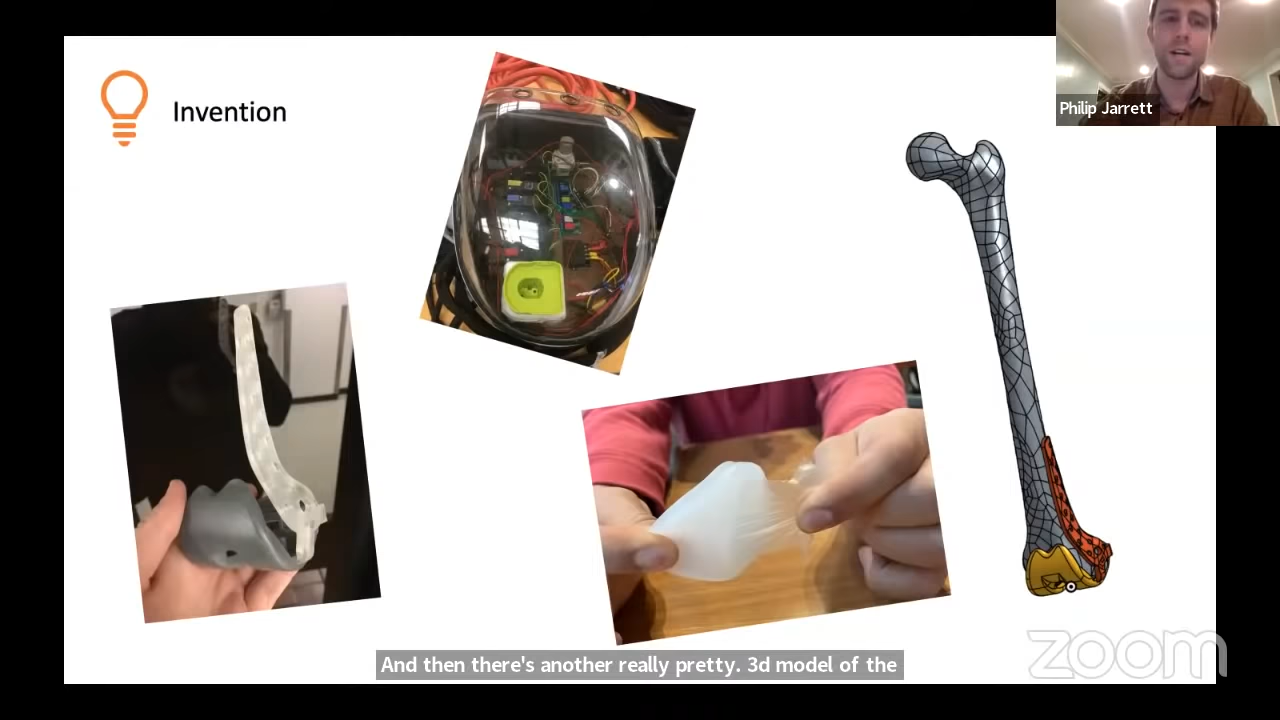 Invention
Philip Jarrett
And then there's another really pretty. 3d model of the
zoom